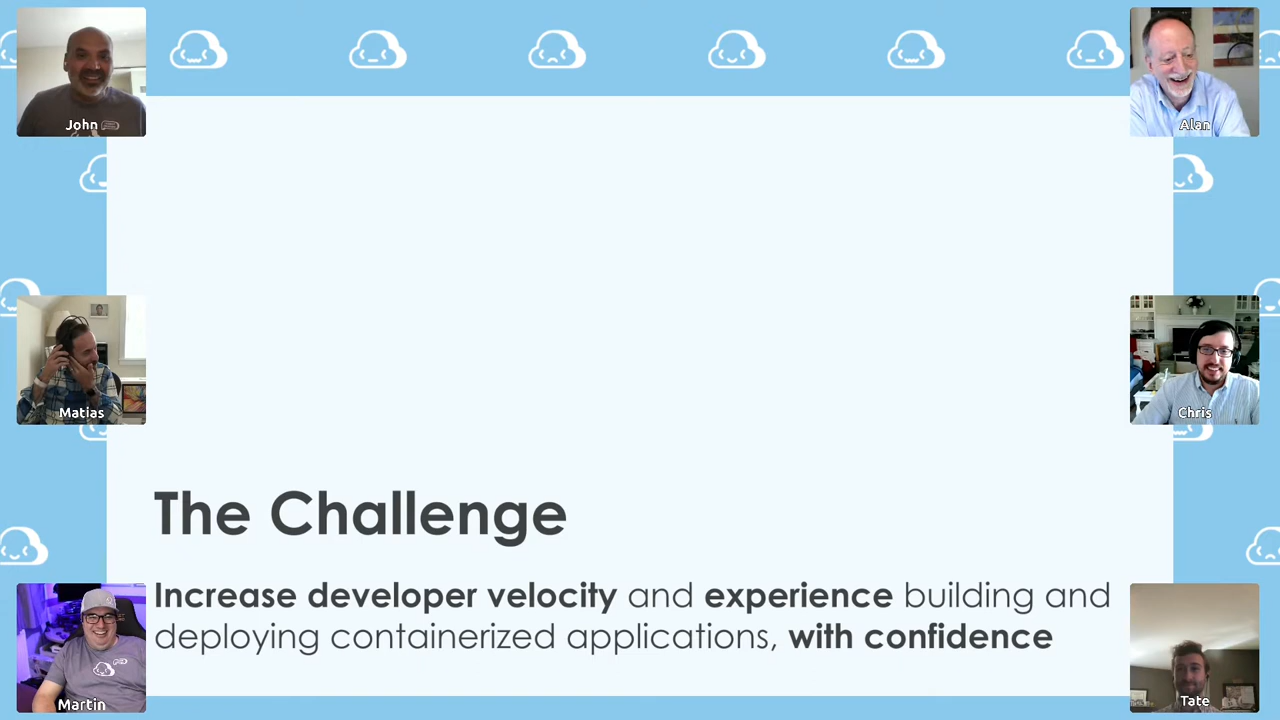 John
Alan
Matias
Chris
The Challenge
Increase developer velocity and experience building and
deploying containerized applications, with confidence
Martin
Tate